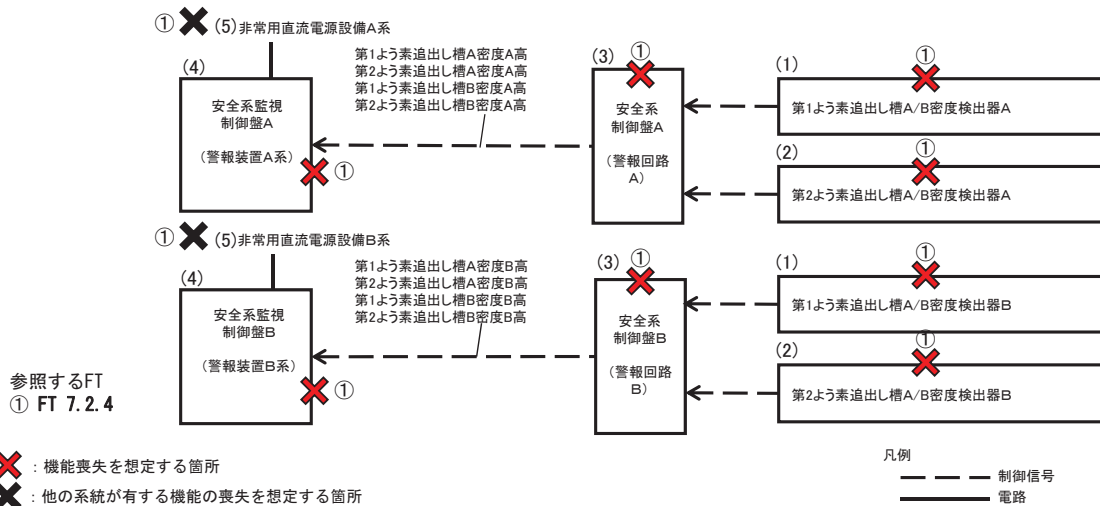 ① (5)非常用直流電源設備A系
(4)
安全系監視
制御盤A
(警報装置A系)
①
第1よう素追出し槽A密度A高
第2よう素追出し槽A密度A高
第1よう素追出し槽B密度A高
第2よう素追出し槽B密度A高
(3)
①
安全系
制御盤A
(警報回路
A)
(1)
①
第1よう素追出し槽A/B密度検出器A
(2)
①
第2よう素追出し槽A/B密度検出器A
① (5)非常用直流電源設備B系
(4)
安全系監視
制御盤B
(警報装置B系)
①
第1よう素追出し槽A密度B高
第2よう素追出し槽A密度B高
第1よう素追出し槽B密度B高
第2よう素追出し槽B密度B高
(3)
①
安全系
制御盤B
(警報回路
B)
(1)
①
第1よう素追出し槽A/B密度検出器B
(2)
①
第2よう素追出し槽A/B密度検出器B
参照するFT
① FT 7.2.4
:機能喪失を想定する箇所
:他の系統が有する機能の喪失を想定する箇所
凡例
制御信号
電路